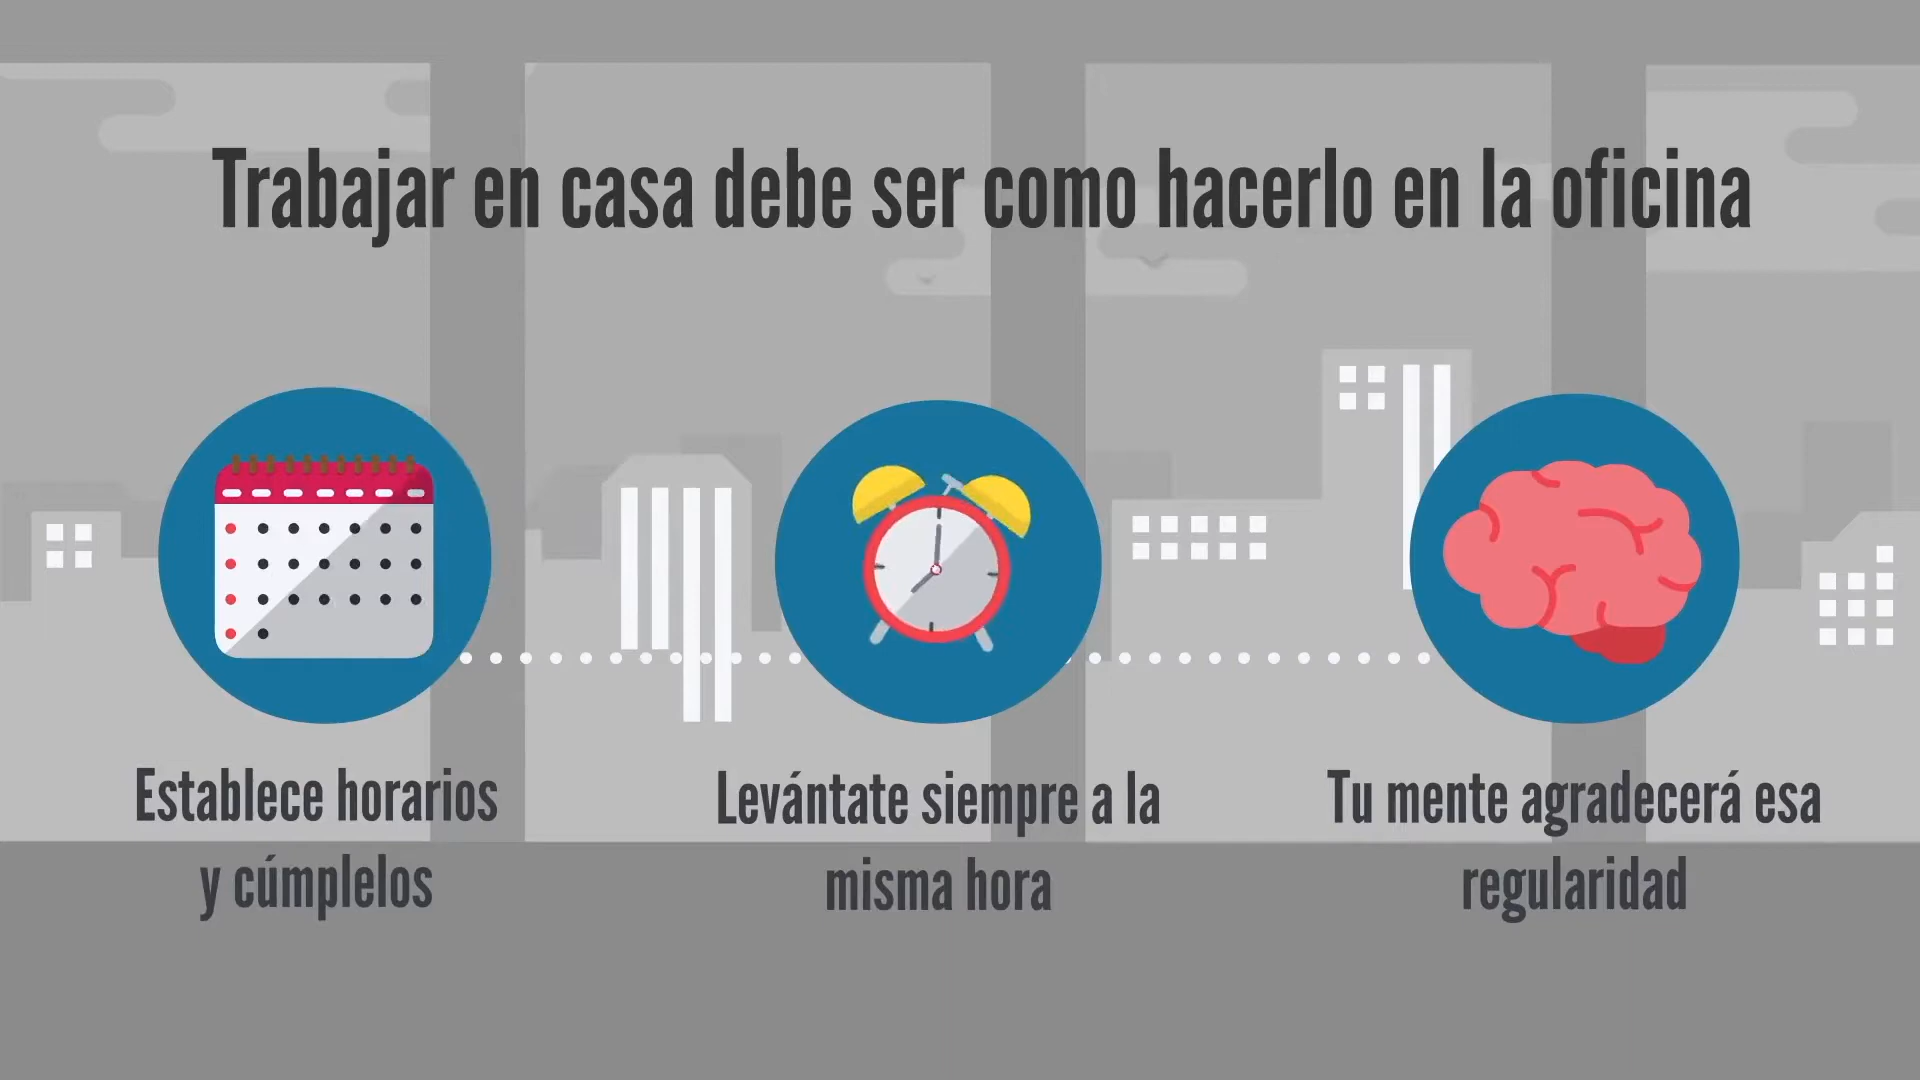 Trabajar en casa debe ser como hacerlo en la oficina
Establece horarios
y cúmplelos
Levántate siempre a la
misma hora
Tu mente agradecerá esa
regularidad